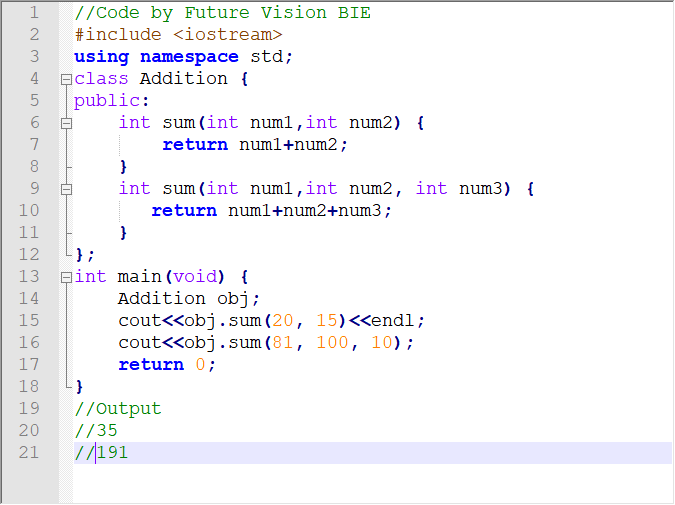 1 //Code by Future Vision BIE
2 #include <iostream>
3 using namespace std;
4 class Addition {
5 public:
6     int sum(int num1,int num2) {
7         return num1+num2;
8     }
9     int sum(int num1,int num2, int num3) {
10        return num1+num2+num3;
11     }
12 };
13 int main(void) {
14     Addition obj;
15     cout<<obj.sum(20, 15)<<endl;
16     cout<<obj.sum(81, 100, 10);
17     return 0;
18 }
19 //Output
20 //35
21 //191